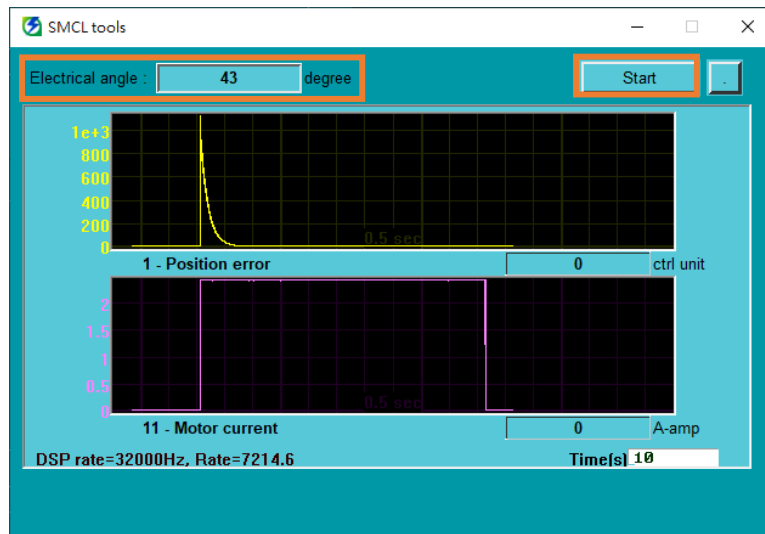 SMCL tools
Electrical angle : 43 degree Start .
1e+3
800
600
400
200
0
0.5 sec
1 - Position error 0 ctrl unit
2
1.5
1
0.5
0
0.5 sec
11 - Motor current 0 A-amp
DSP rate=32000Hz, Rate=7214.6 Time(s) 10